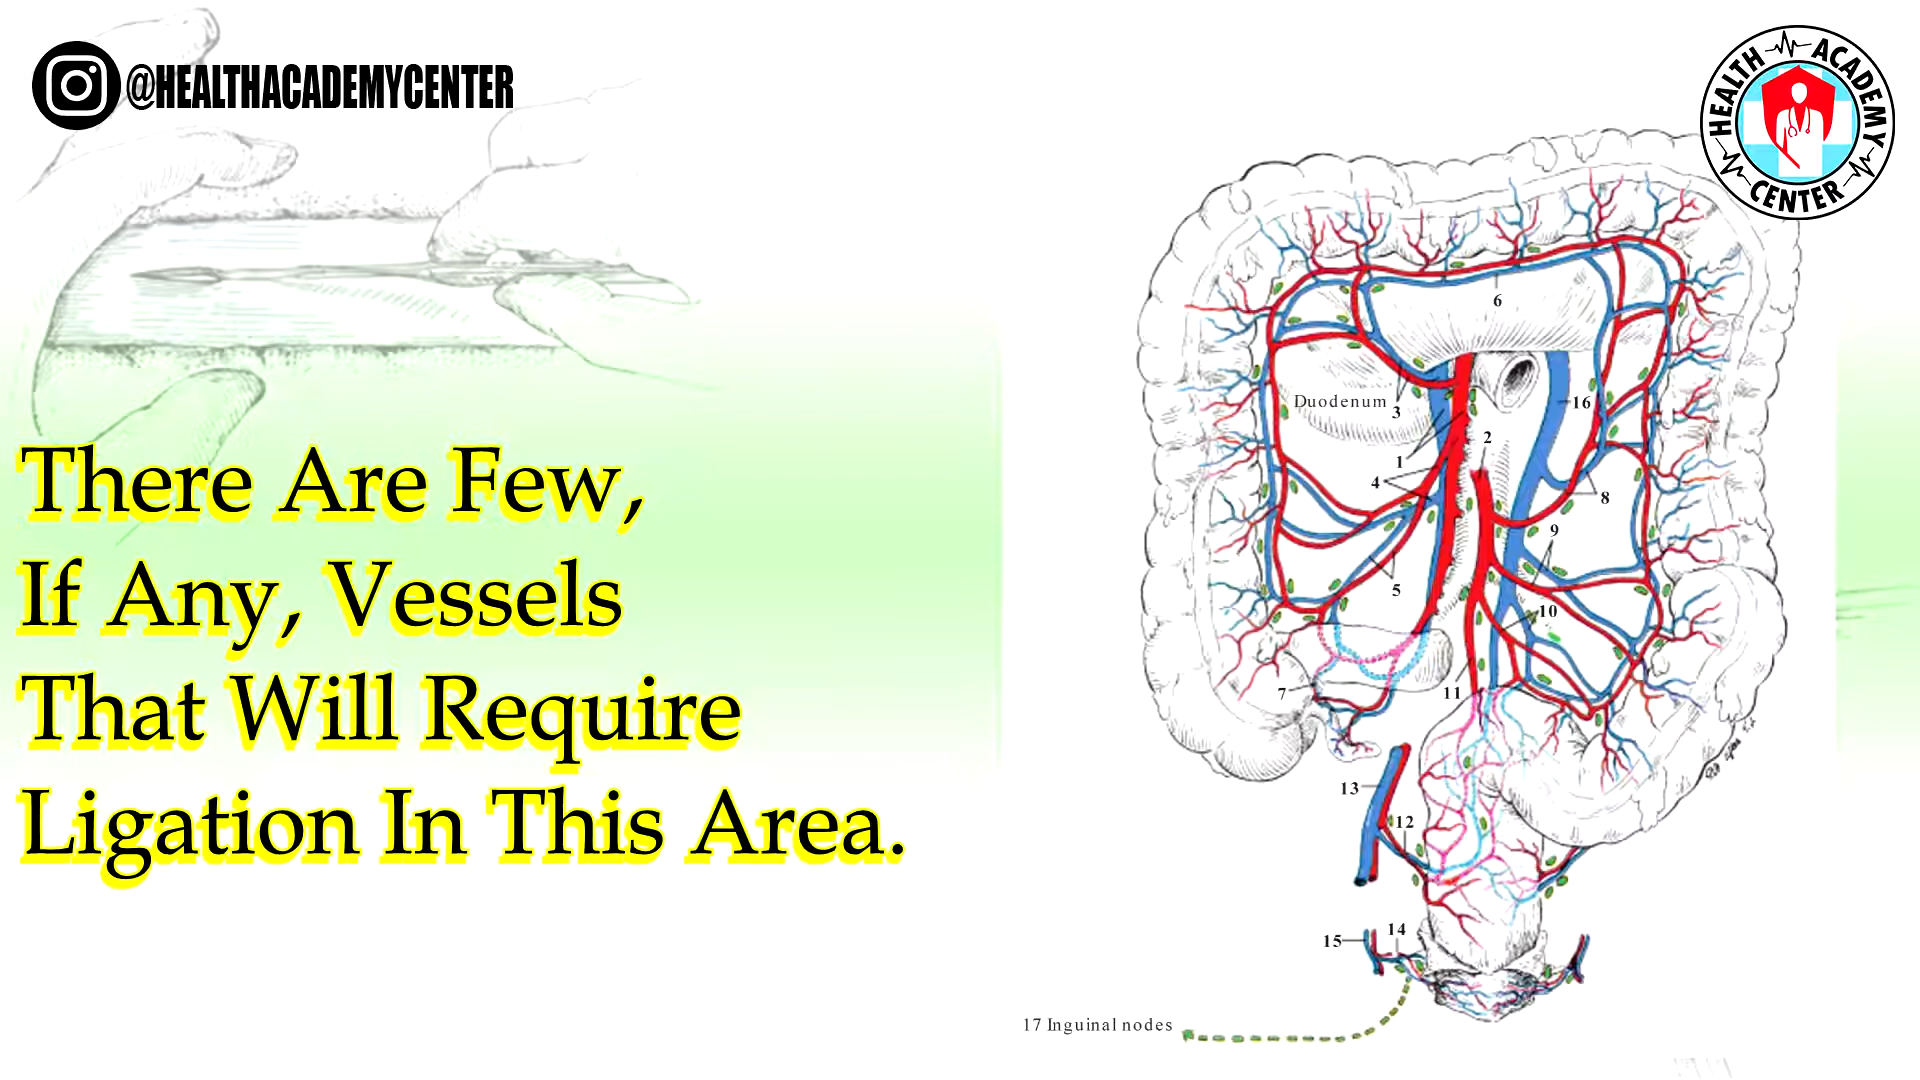 @HEALTHACADEMYCENTER
HEALTH ACADEMY
CENTER
There Are Few,
If Any, Vessels
That Will Require
Ligation In This Area.
6
Duodenum
3
16
2
1
4
8
9
5
10
7
11
13
12
15
14
17 Inguinal nodes